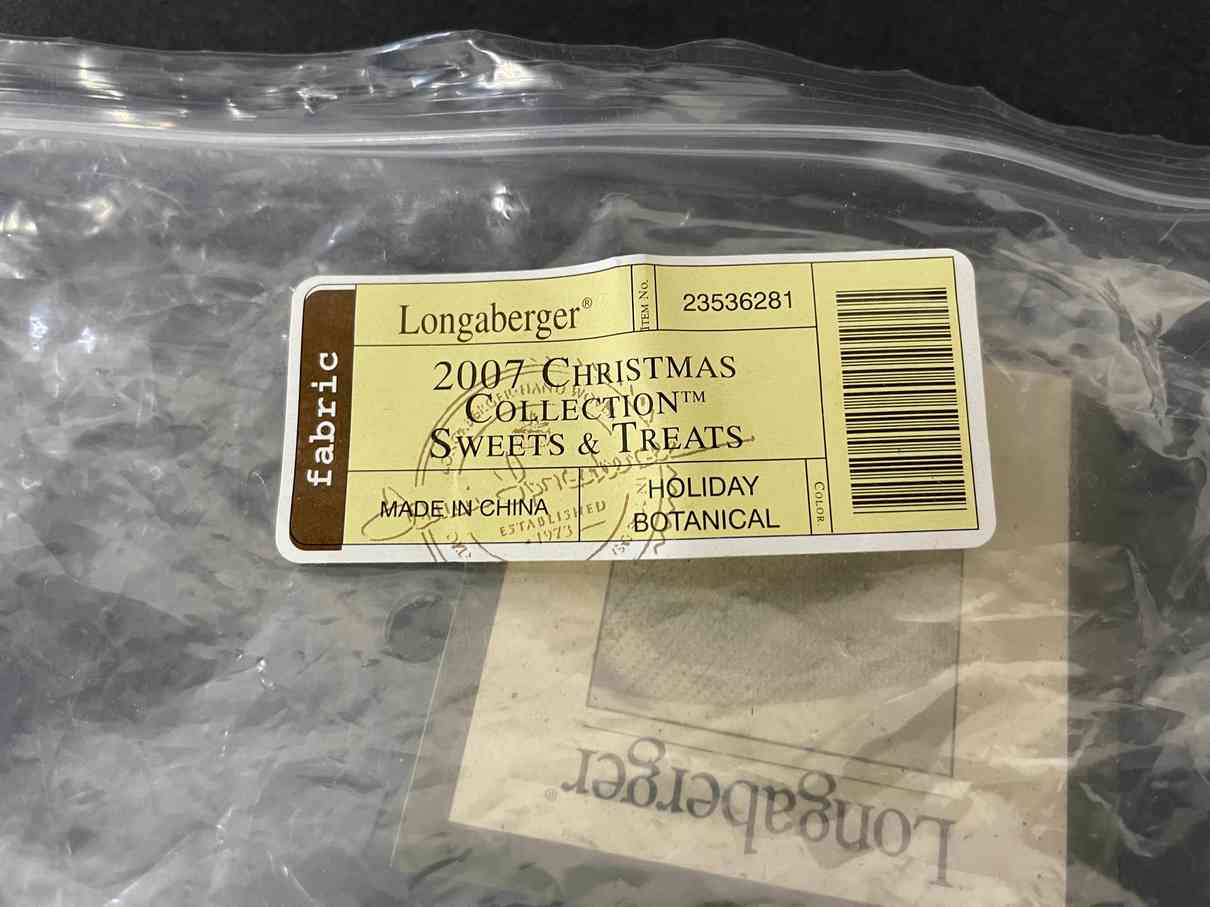 fabric
Longaberger®
ITEM No.
23536281
2007 CHRISTMAS
COLLECTION™
SWEETS & TREATS
MADE IN CHINA
HOLIDAY
BOTANICAL
COLOR
ESTABLISHED
1973
Longaberger®